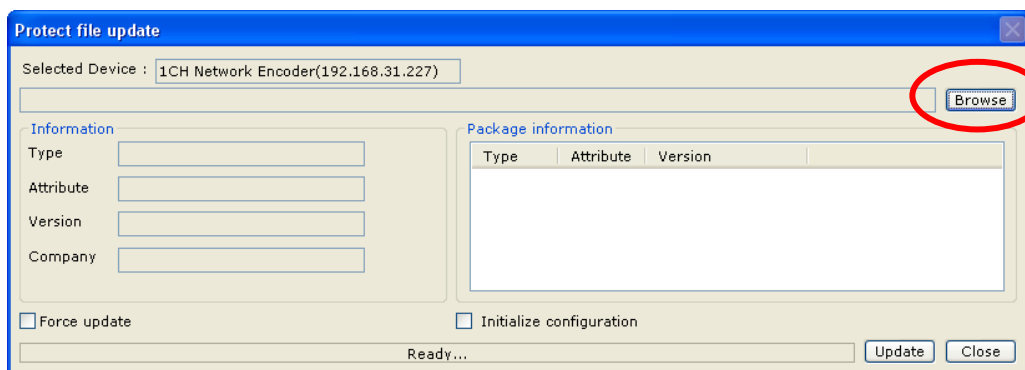 Protect file update
Selected Device : 1CH Network Encoder(192.168.31.227)
Browse
Information
Type
Attribute
Version
Company
Package information
Type Attribute Version
Force update
Initialize configuration
Ready...
Update Close